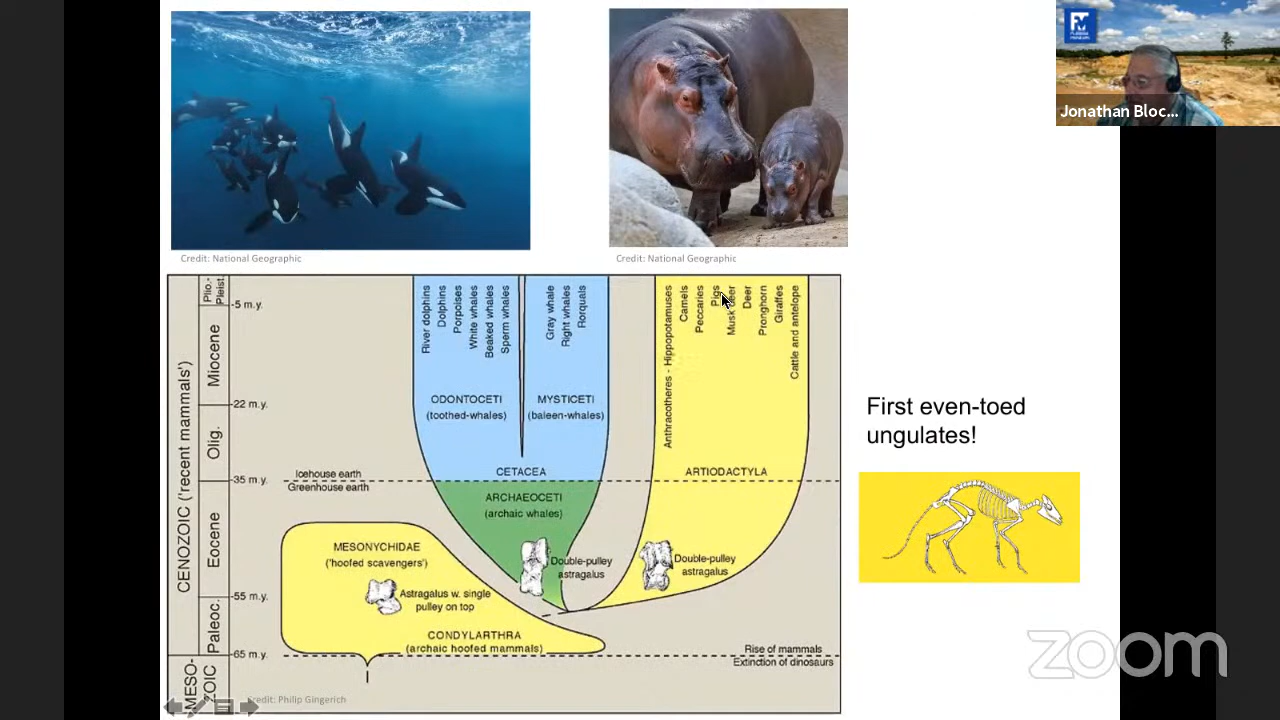 FLORIDA
MUSEUM
Jonathan Bloc...
Credit: National Geographic
Credit: National Geographic
CENOZOIC ('recent mammals')
MESO-
ZOIC
Plio.-
Pleist.
Miocene
Olig.
Eocene
Paleoc.
-5 m.y.
-22 m.y.
-35 m.y.
-55 m.y.
-65 m.y.
River dolphins
Dolphins
Porpoises
White whales
Beaked whales
Sperm whales
Gray whale
Right whales
Rorquals
Anthracotheres - Hippopotamuses
Camels
Peccaries
Pigs
Musk deer
Deer
Pronghorn
Giraffes
Cattle and antelope
ODONTOCETI
(toothed-whales)
MYSTICETI
(baleen-whales)
CETACEA
ARTIODACTYLA
Icehouse earth
Greenhouse earth
ARCHAEOCETI
(archaic whales)
MESONYCHIDAE
('hoofed scavengers')
Astragalus w. single
pulley on top
Double-pulley
astragalus
Double-pulley
astragalus
CONDYLARTHRA
(archaic hoofed mammals)
Rise of mammals
Extinction of dinosaurs
Credit: Philip Gingerich
First even-toed
ungulates!
zoom